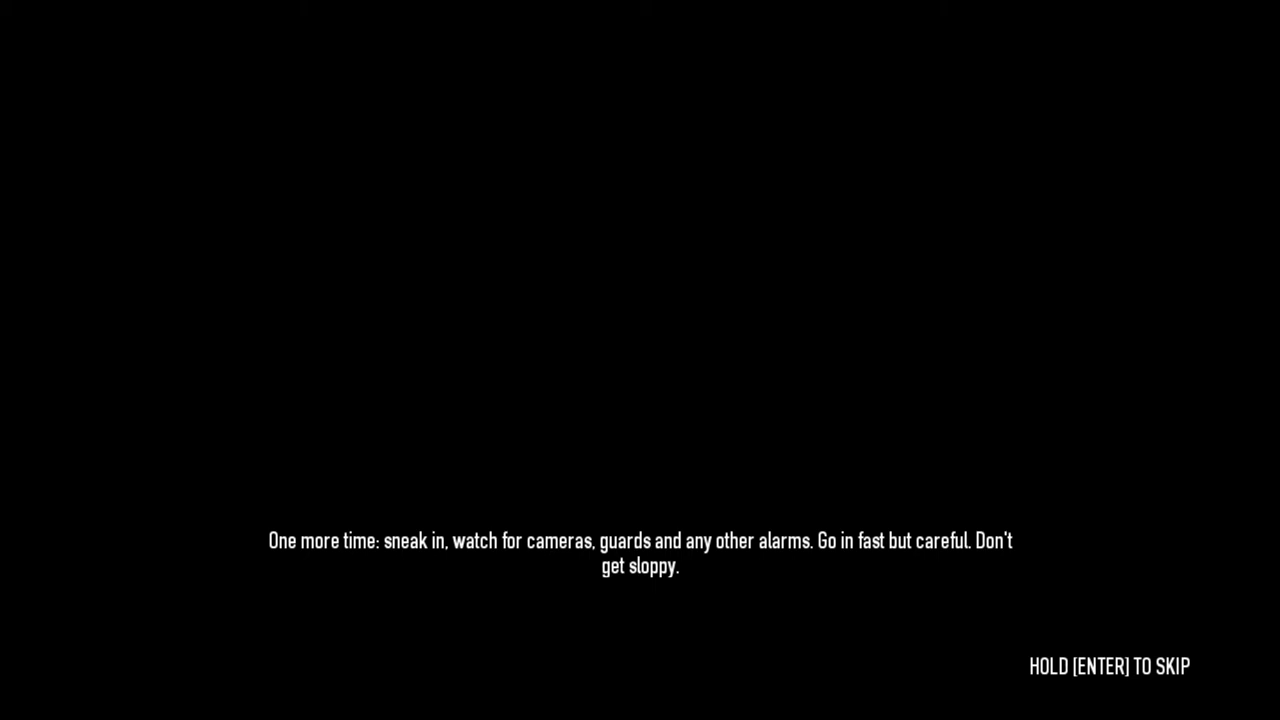 One more time: sneak in, watch for cameras, guards and any other alarms. Go in fast but careful. Don't
get sloppy.
HOLD [ENTER] TO SKIP